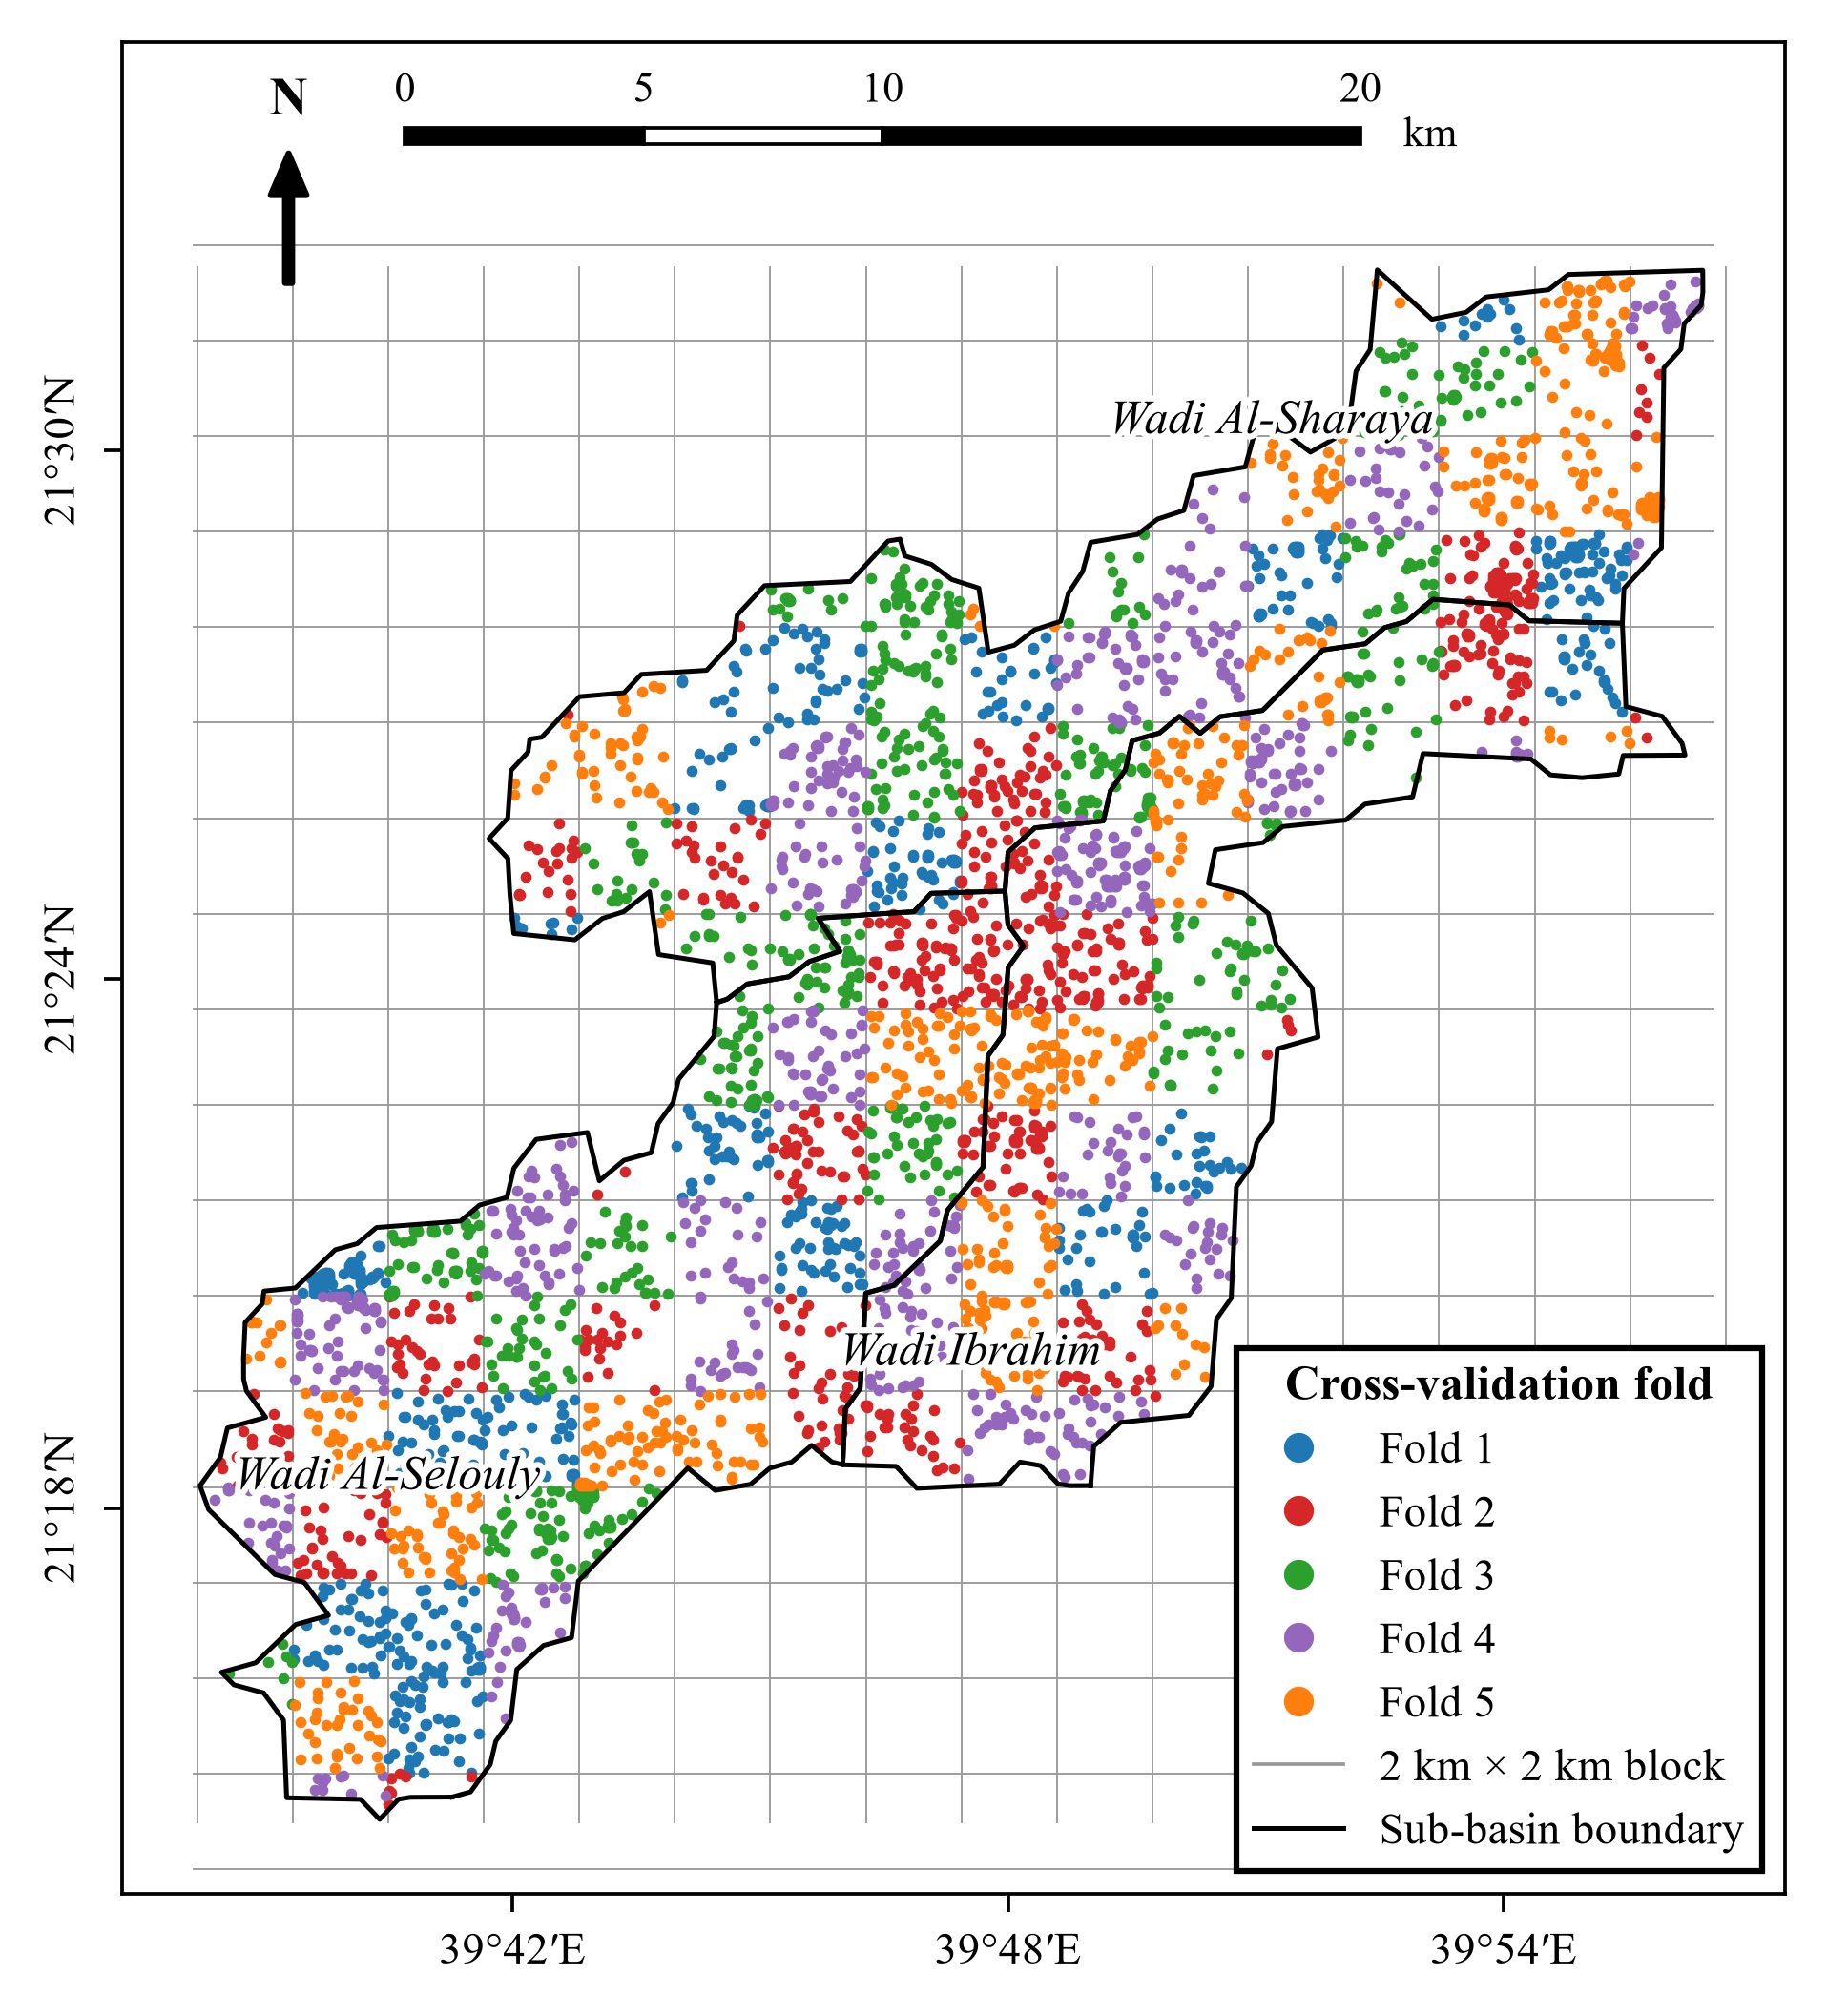 N
0 5 10 20
km
21°30′N
Wadi Al-Sharaya
21°24′N
Wadi Ibrahim
Wadi Al-Selouly
21°18′N
Cross-validation fold
Fold 1
Fold 2
Fold 3
Fold 4
Fold 5
2 km × 2 km block
Sub-basin boundary
39°42′E 39°48′E 39°54′E